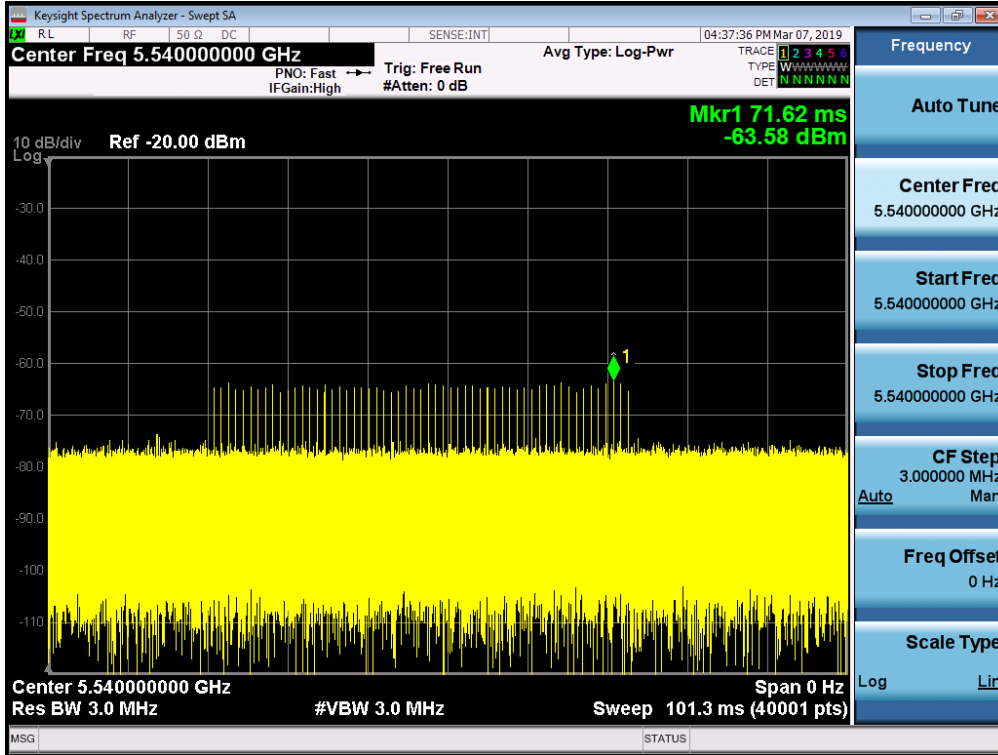 Keysight Spectrum Analyzer - Swept SA
LXI RL RF 50 Ω DC SENSE:INT 04:37:36 PM Mar 07, 2019
Center Freq 5.540000000 GHz
PNO: Fast
IFGain:High
Trig: Free Run
#Atten: 0 dB
Avg Type: Log-Pwr
TRACE 1 2 3 4 5 6
TYPE WWWWWW
DET N N N N N N
Mkr1 71.62 ms
-63.58 dBm
10 dB/div Ref -20.00 dBm
Log
-30.0
-40.0
-50.0
-60.0
-70.0
-80.0
-90.0
-100
-110
1
Center 5.540000000 GHz Span 0 Hz
Res BW 3.0 MHz #VBW 3.0 MHz Sweep 101.3 ms (40001 pts)
MSG STATUS
Frequency
Auto Tune
Center Freq
5.540000000 GHz
Start Freq
5.540000000 GHz
Stop Freq
5.540000000 GHz
CF Step
3.000000 MHz
Auto Man
Freq Offset
0 Hz
Scale Type
Log Lin